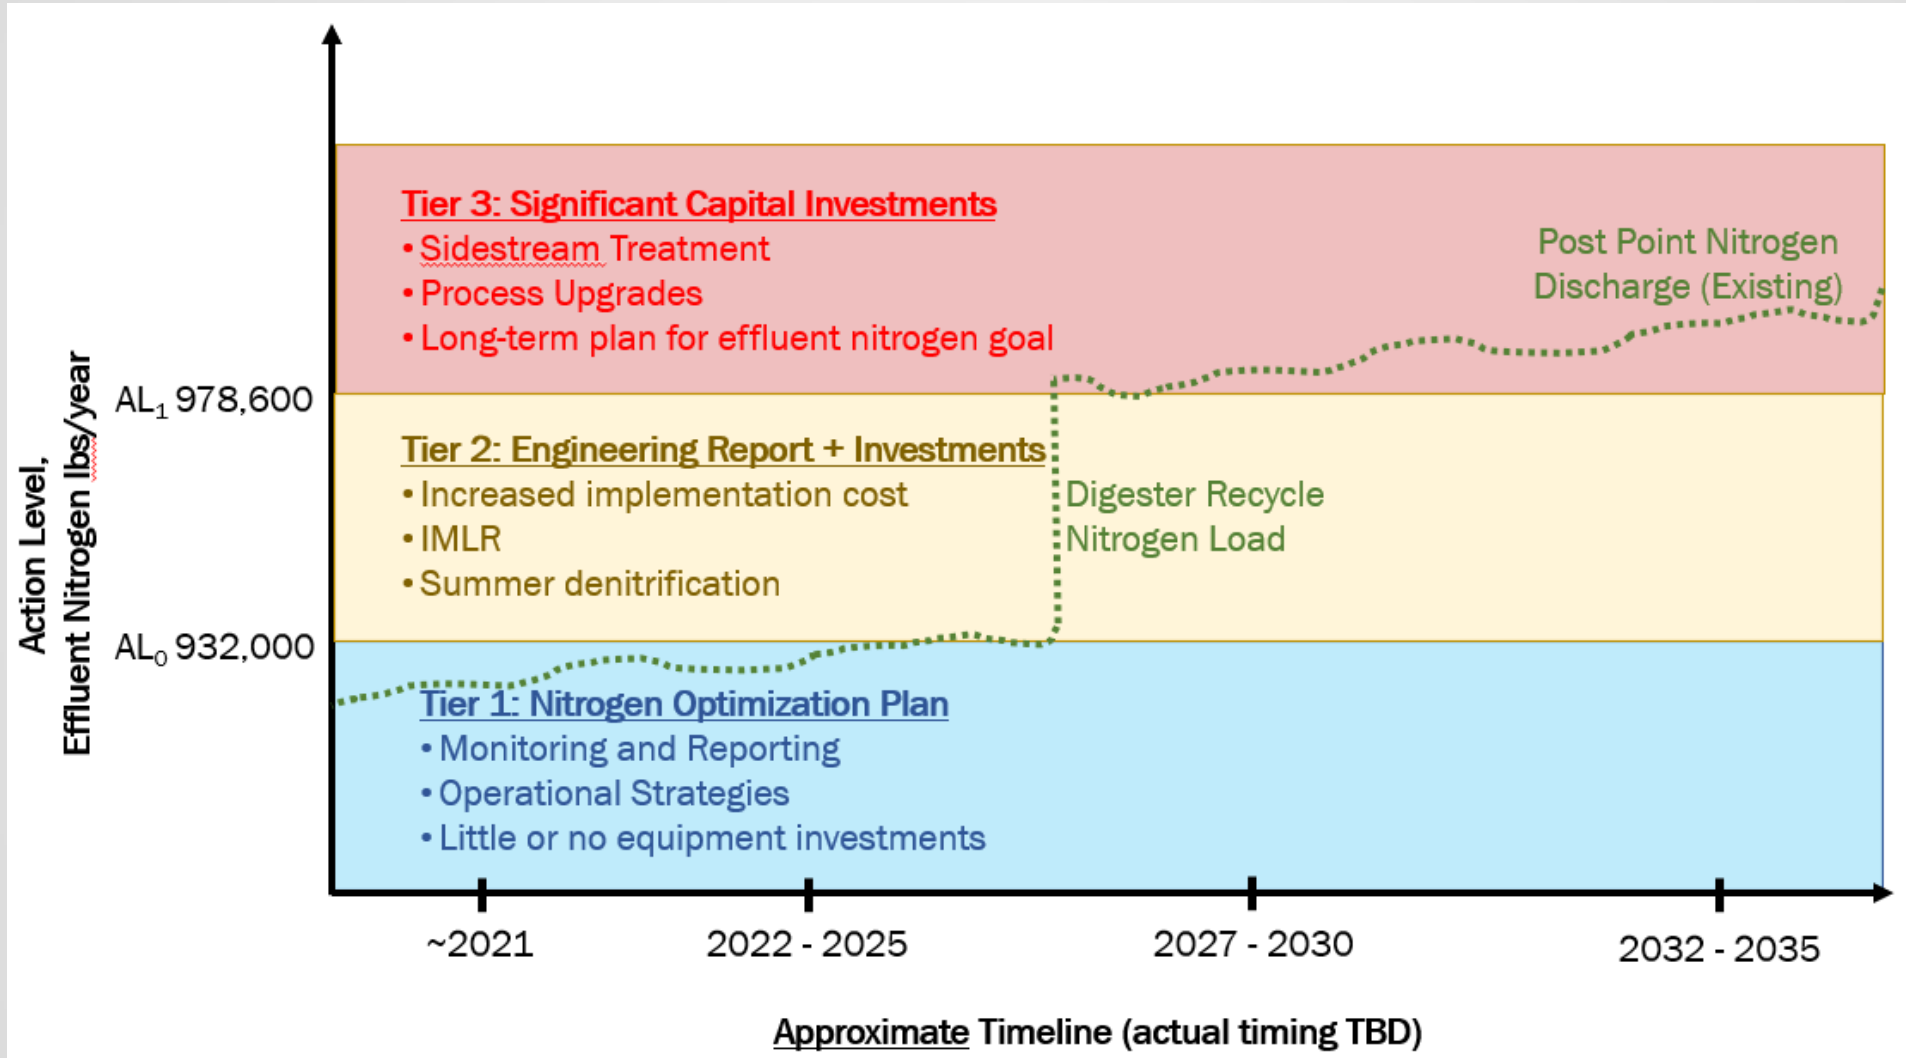 Tier 3: Significant Capital Investments
• Sidestream Treatment
• Process Upgrades
• Long-term plan for effluent nitrogen goal
Post Point Nitrogen
Discharge (Existing)
Action Level,
Effluent Nitrogen lbs/year
AL₁ 978,600
Tier 2: Engineering Report + Investments
• Increased implementation cost
• IMLR
• Summer denitrification
Digester Recycle
Nitrogen Load
AL₀ 932,000
Tier 1: Nitrogen Optimization Plan
• Monitoring and Reporting
• Operational Strategies
• Little or no equipment investments
~2021
2022 - 2025
2027 - 2030
2032 - 2035
Approximate Timeline (actual timing TBD)